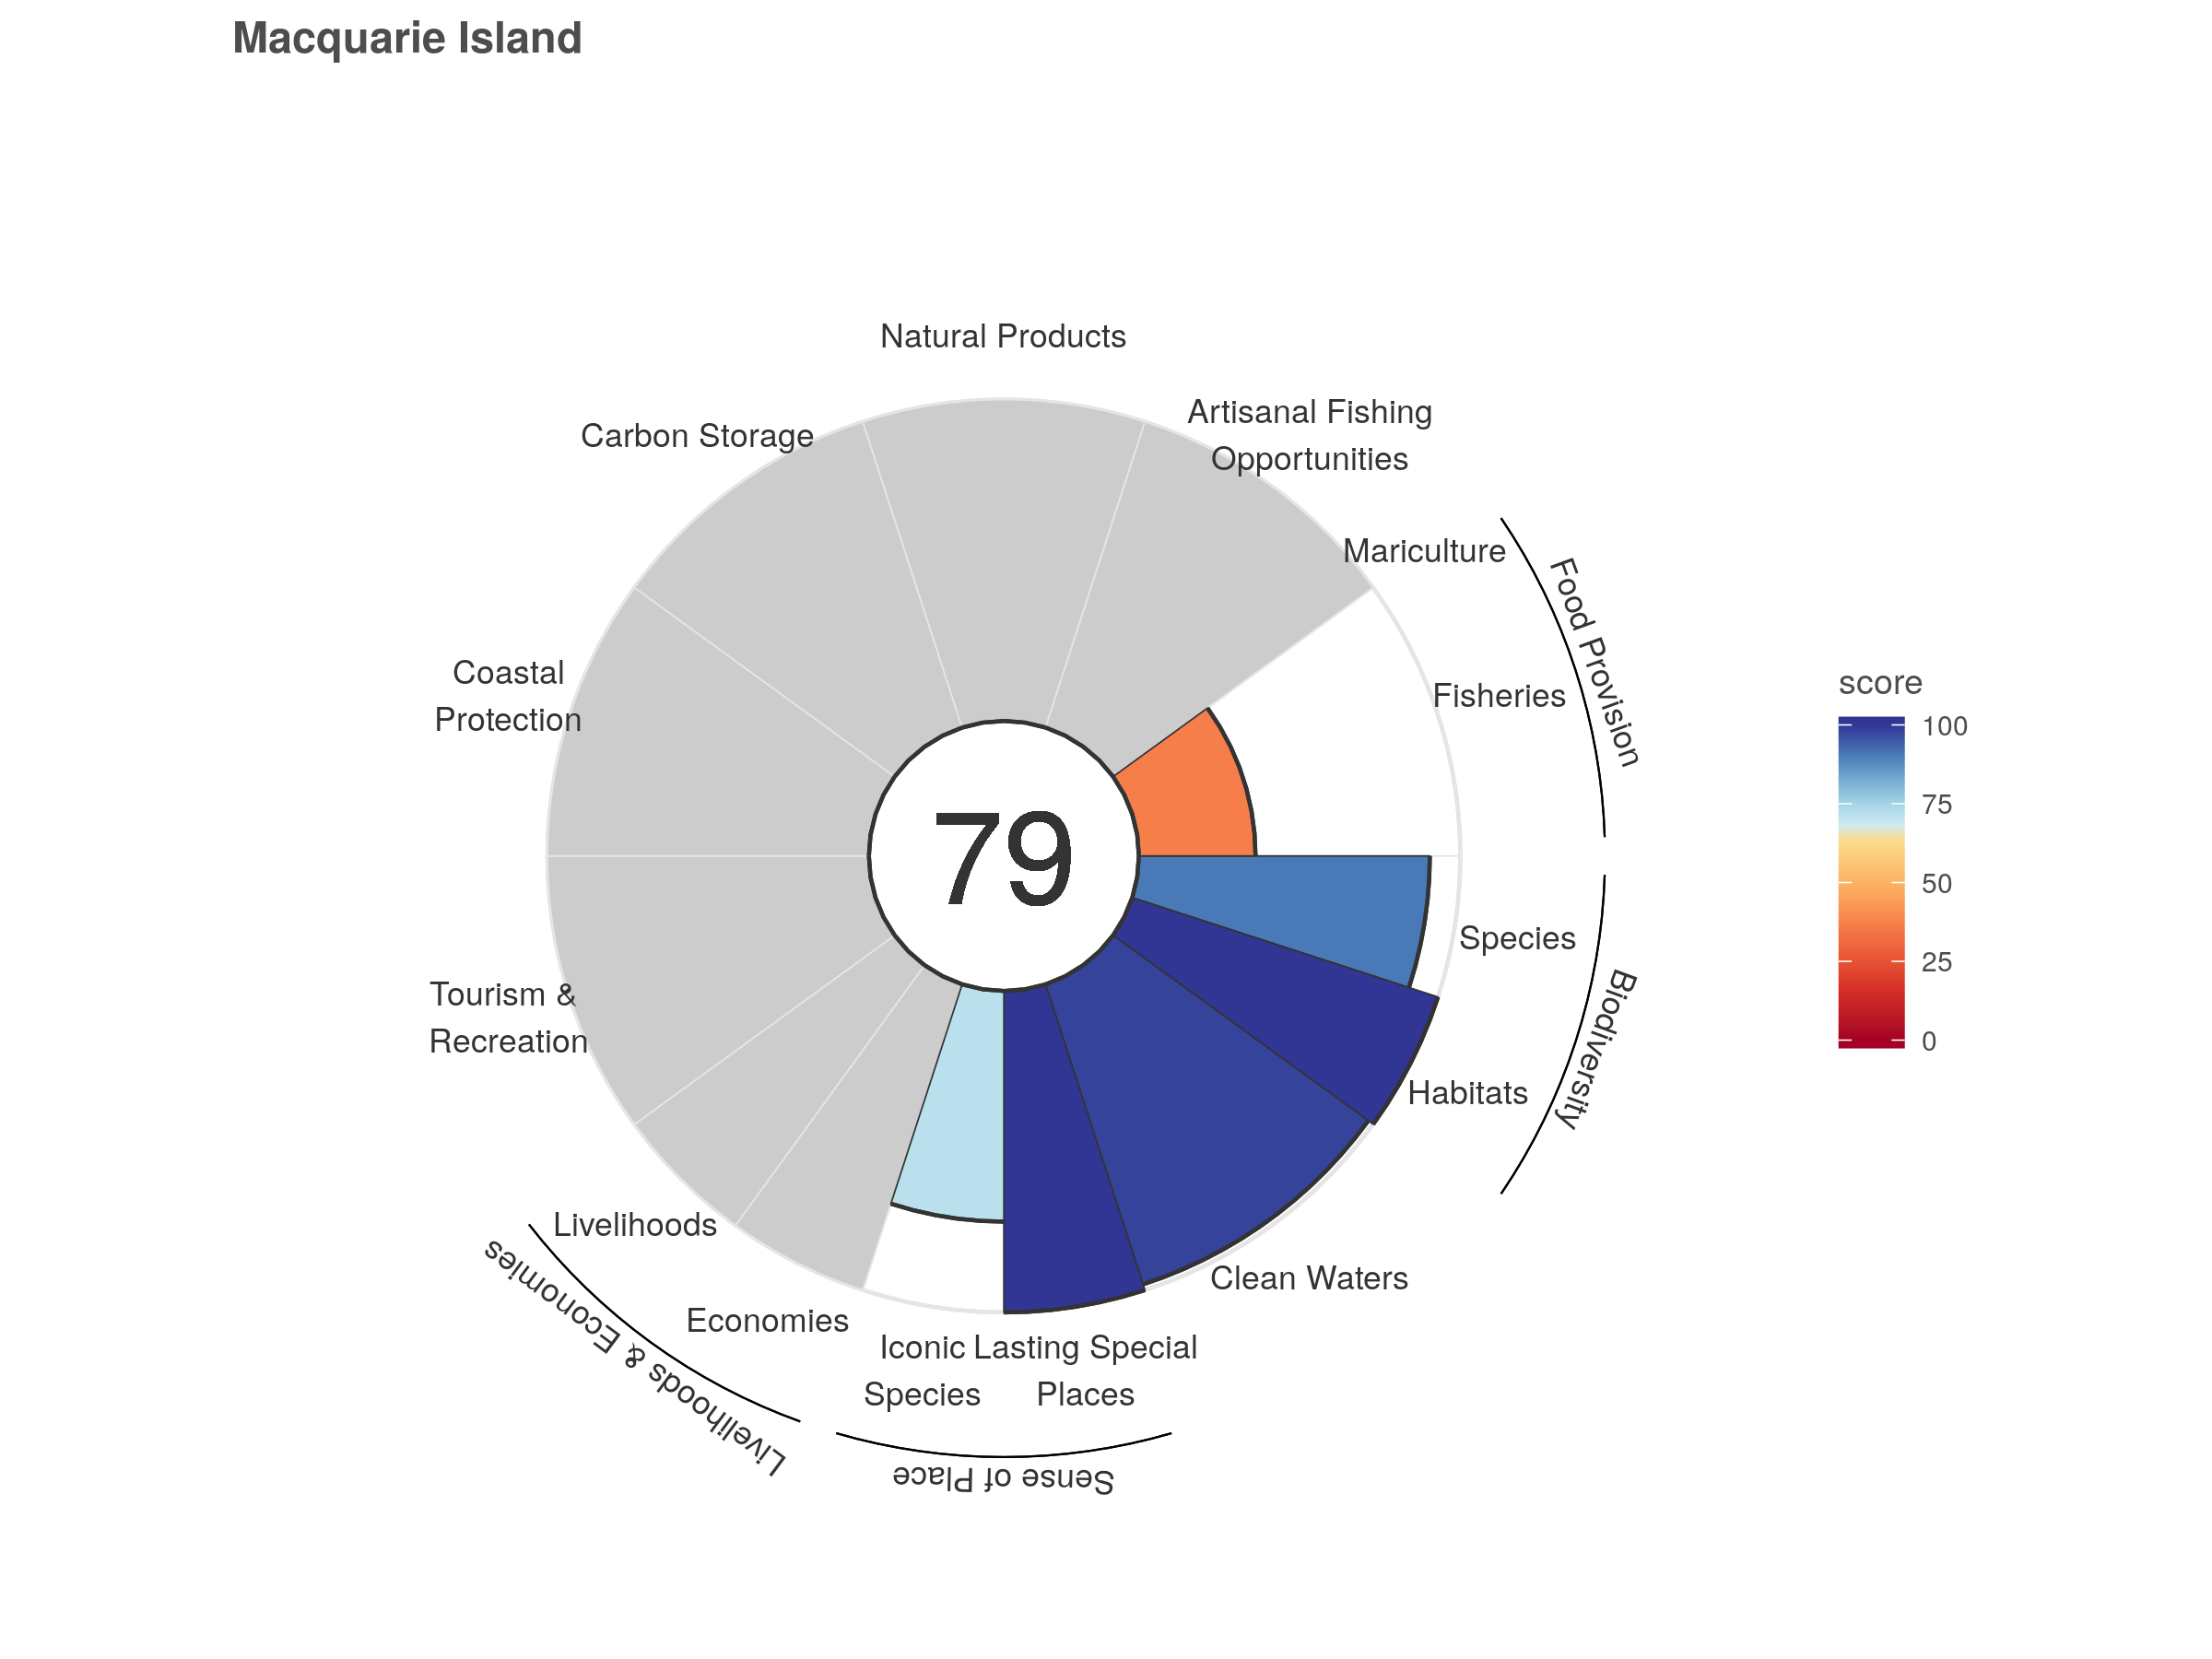 Macquarie Island
Natural Products
Artisanal Fishing
Opportunities
Carbon Storage
Mariculture
Food Provision
Fisheries
Coastal
Protection
score
100
75
50
25
0
79
Species
Biodiversity
Habitats
Tourism &
Recreation
Livelihoods
Livelihoods & Economies
Economies
Clean Waters
Iconic
Species
Lasting Special
Places
Sense of Place